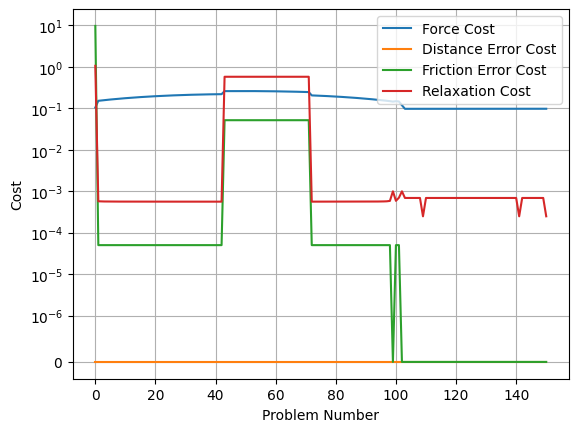 Force Cost
Distance Error Cost
Friction Error Cost
Relaxation Cost
Cost
10¹
10⁰
10⁻¹
10⁻²
10⁻³
10⁻⁴
10⁻⁵
10⁻⁶
0
0 20 40 60 80 100 120 140
Problem Number